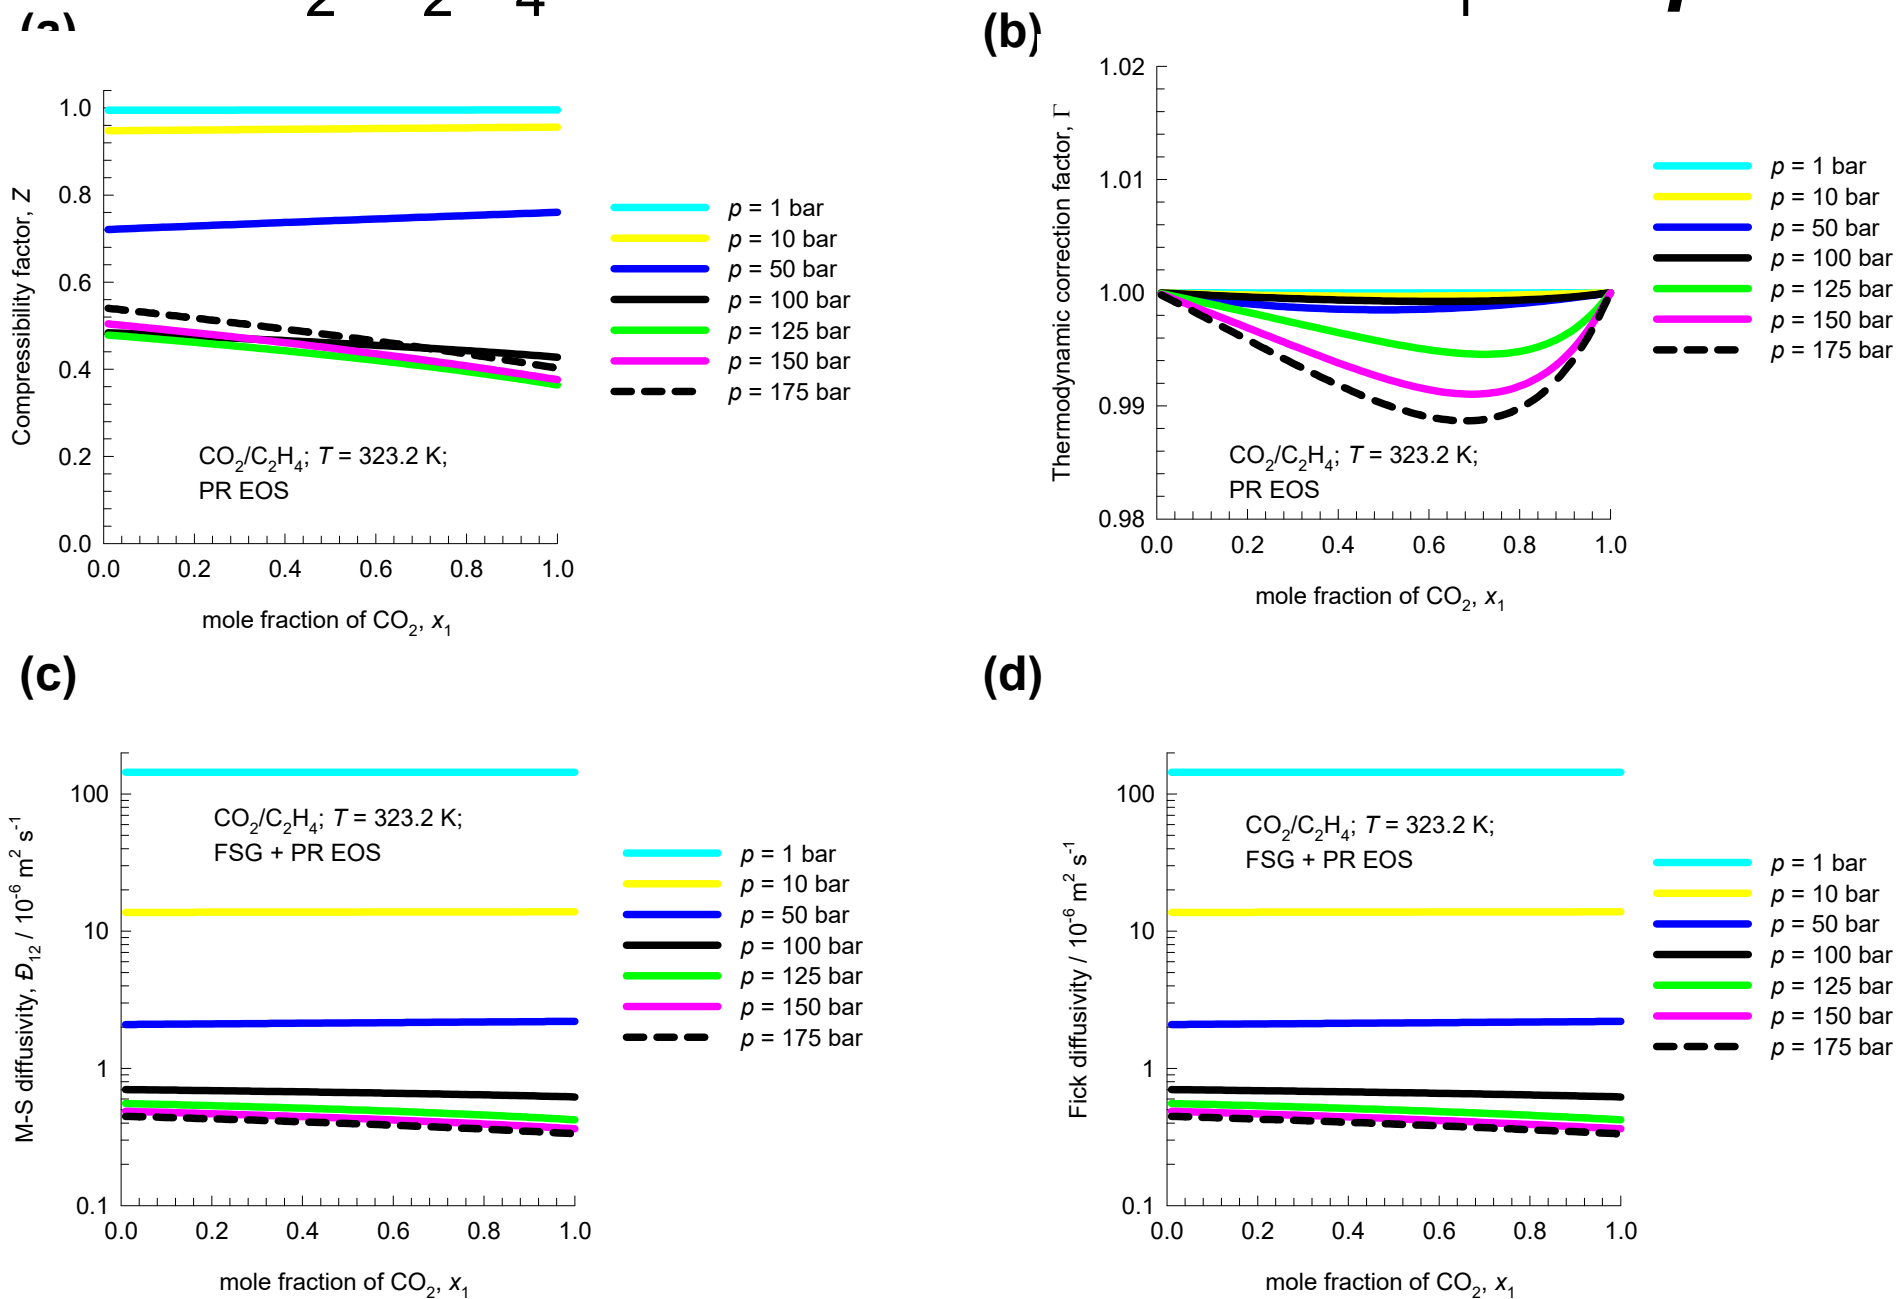 2 2 4
(a)
1.0
0.8
0.6
0.4
0.2
0.0
Compressibility factor, Z
0.0 0.2 0.4 0.6 0.8 1.0
mole fraction of CO2, x1
CO2/C2H4; T = 323.2 K;
PR EOS
p = 1 bar
p = 10 bar
p = 50 bar
p = 100 bar
p = 125 bar
p = 150 bar
p = 175 bar
(b)
1.02
1.01
1.00
0.99
0.98
Thermodynamic correction factor, Γ
0.0 0.2 0.4 0.6 0.8 1.0
mole fraction of CO2, x1
CO2/C2H4; T = 323.2 K;
PR EOS
p = 1 bar
p = 10 bar
p = 50 bar
p = 100 bar
p = 125 bar
p = 150 bar
p = 175 bar
(c)
100
10
1
0.1
M-S diffusivity, Đ12 / 10-6 m2 s-1
0.0 0.2 0.4 0.6 0.8 1.0
mole fraction of CO2, x1
CO2/C2H4; T = 323.2 K;
FSG + PR EOS
p = 1 bar
p = 10 bar
p = 50 bar
p = 100 bar
p = 125 bar
p = 150 bar
p = 175 bar
(d)
100
10
1
0.1
Fick diffusivity / 10-6 m2 s-1
0.0 0.2 0.4 0.6 0.8 1.0
mole fraction of CO2, x1
CO2/C2H4; T = 323.2 K;
FSG + PR EOS
p = 1 bar
p = 10 bar
p = 50 bar
p = 100 bar
p = 125 bar
p = 150 bar
p = 175 bar